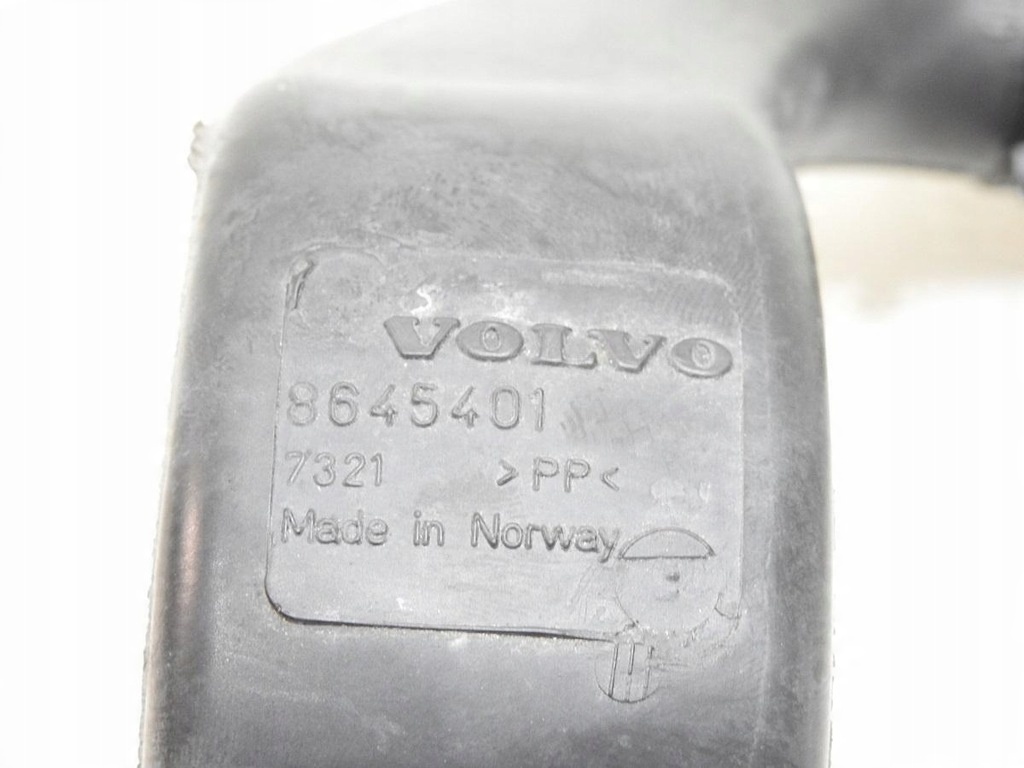 VOLVO
8645401
7321 >PP<
Made in Norway